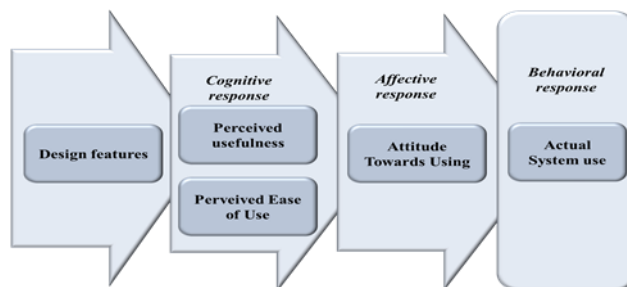 Design features
Cognitive
response
Perceived
usefulness
Perveived Ease
of Use
Affective
response
Attitude
Towards Using
Behavioral
response
Actual
System use